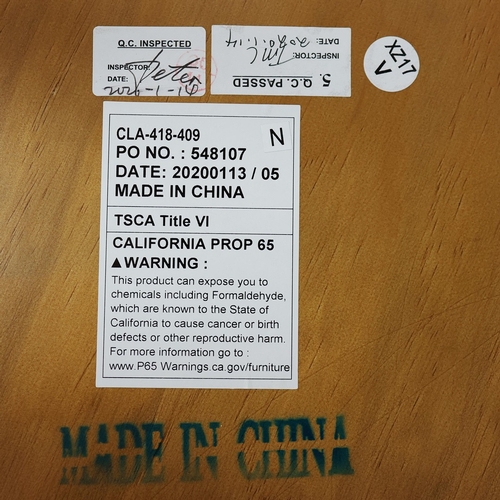 Q.C. INSPECTED
INSPECTOR: Peter
DATE: 2020-1-14
5. Q.C. PASSED
INSPECTOR:
DATE: 2020.1.14
XZ17
V
CLA-418-409
N
PO NO. : 548107
DATE: 20200113 / 05
MADE IN CHINA
TSCA Title VI
CALIFORNIA PROP 65
▲WARNING :
This product can expose you to
chemicals including Formaldehyde,
which are known to the State of
California to cause cancer or birth
defects or other reproductive harm.
For more information go to :
www.P65 Warnings.ca.gov/furniture
MADE IN CHINA